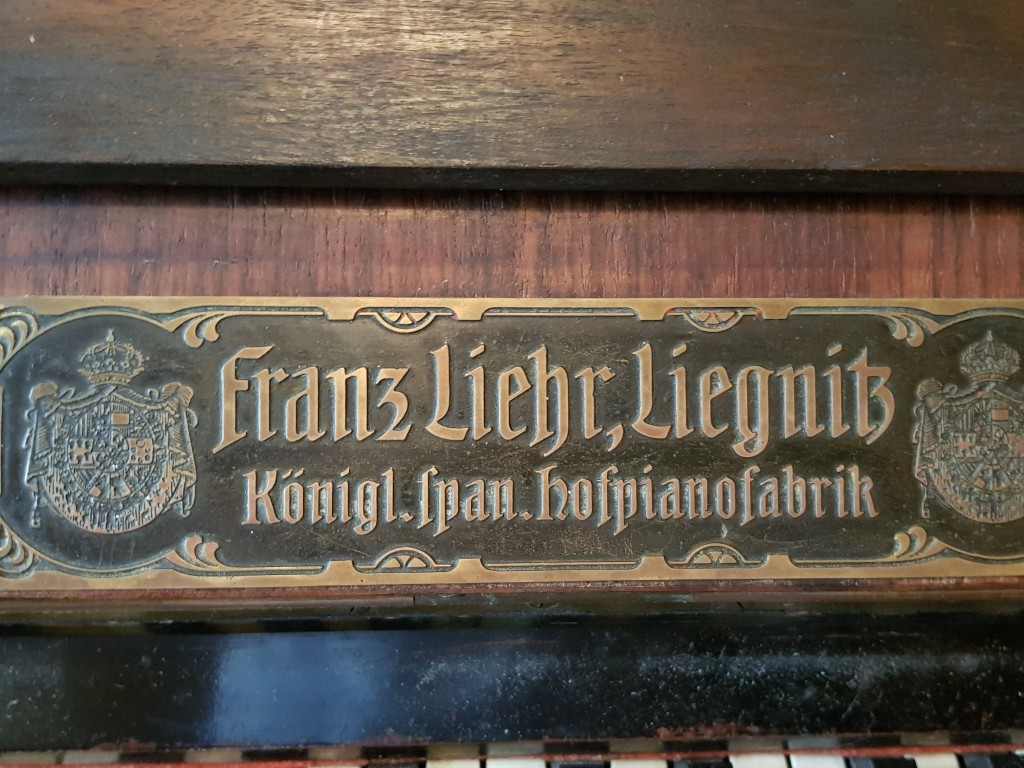 Franz Liehr, Liegnitz
Königl. ſpan. Hofpianofabrik